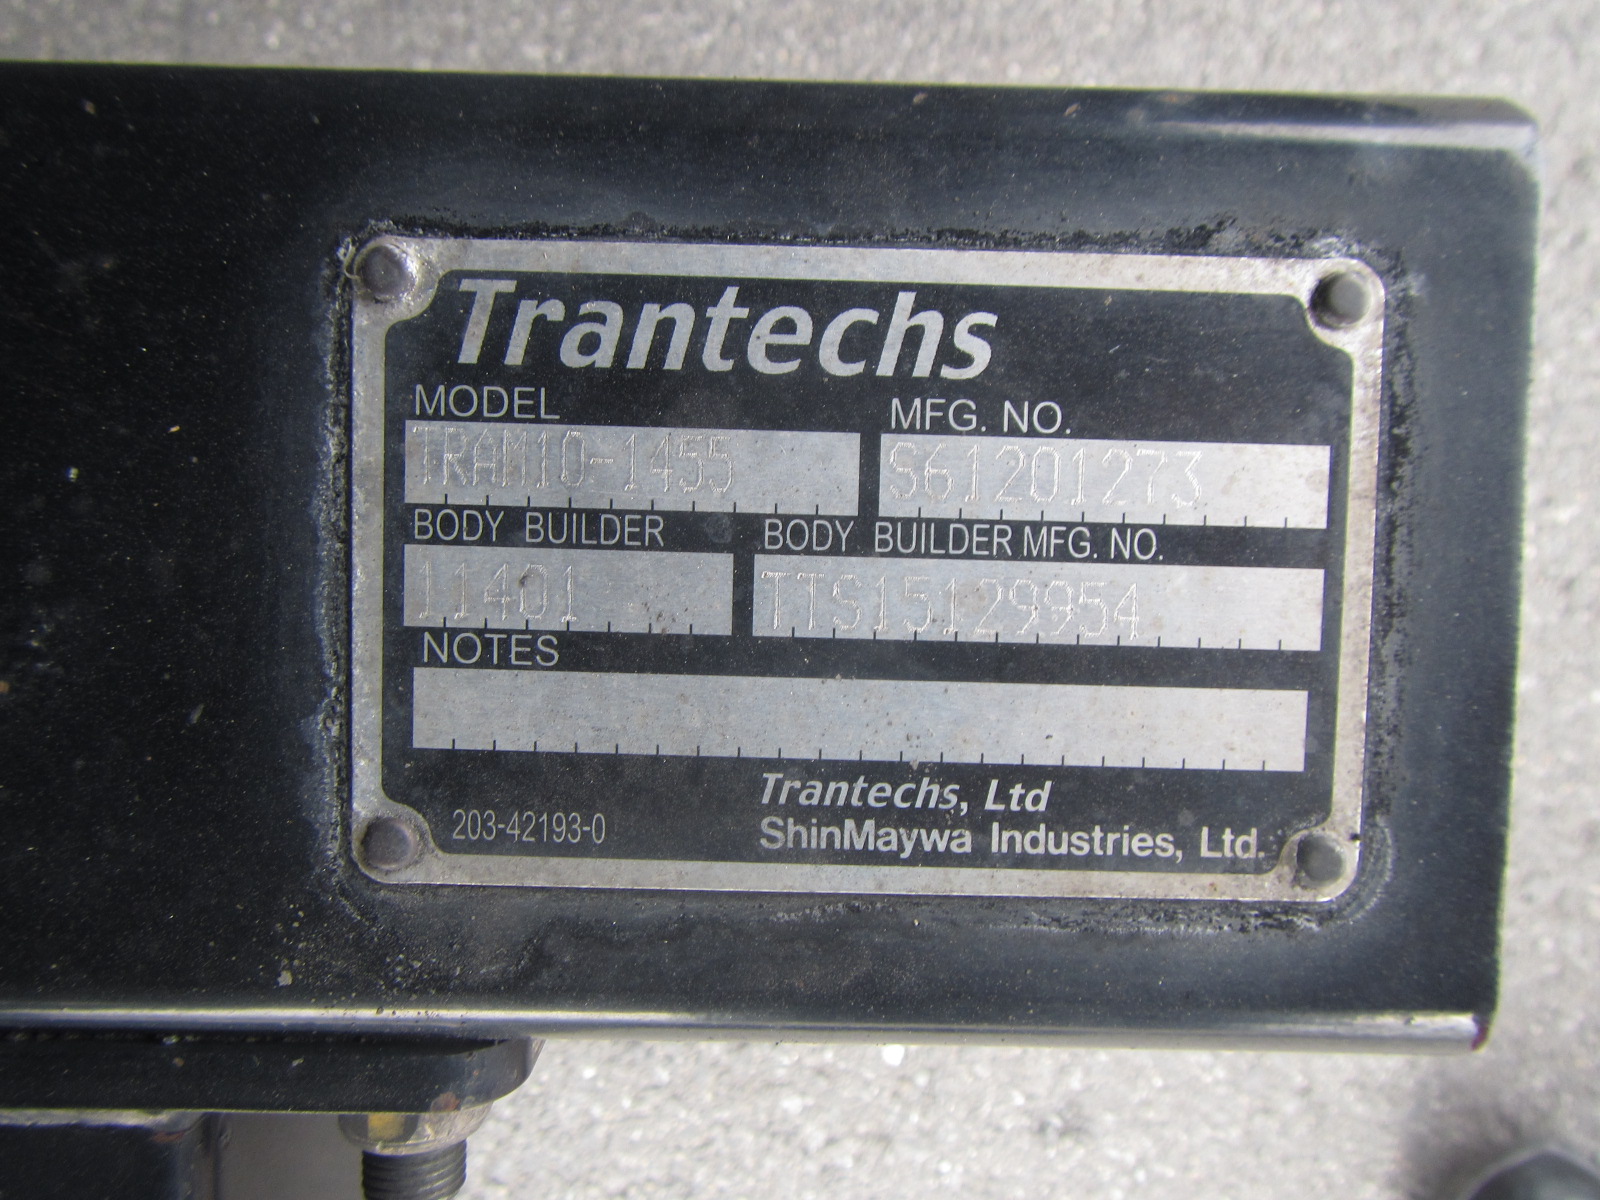 Trantechs
MODEL MFG. NO.
TRAM10-1455 S61201273
BODY BUILDER BODY BUILDER MFG. NO.
11401 TTS15129954
NOTES
Trantechs, Ltd
203-42193-0 ShinMaywa Industries, Ltd.